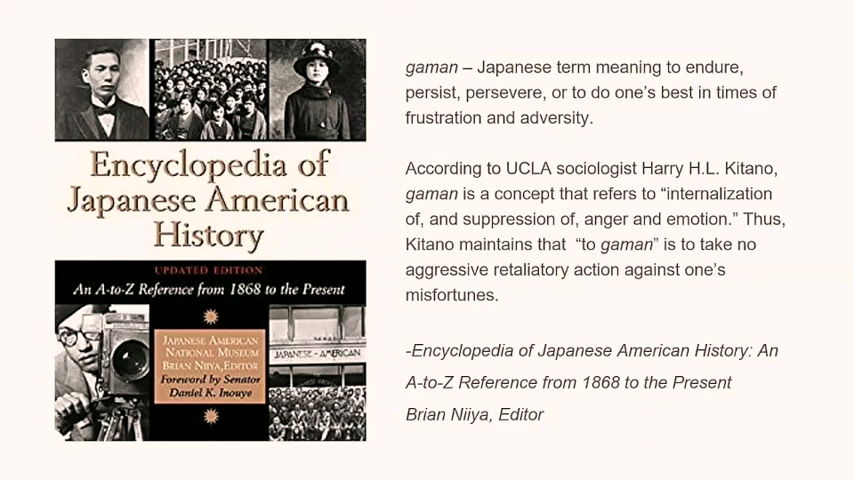 Encyclopedia of
Japanese American
History
UPDATED EDITION
An A-to-Z Reference from 1868 to the Present
JAPANESE AMERICAN
NATIONAL MUSEUM
BRIAN NIIYA, EDITOR
Foreword by Senator
Daniel K. Inouye
JAPANESE - AMERICAN
gaman – Japanese term meaning to endure,
persist, persevere, or to do one’s best in times of
frustration and adversity.
According to UCLA sociologist Harry H.L. Kitano,
gaman is a concept that refers to “internalization
of, and suppression of, anger and emotion.” Thus,
Kitano maintains that “to gaman” is to take no
aggressive retaliatory action against one’s
misfortunes.
-Encyclopedia of Japanese American History: An
A-to-Z Reference from 1868 to the Present
Brian Niiya, Editor